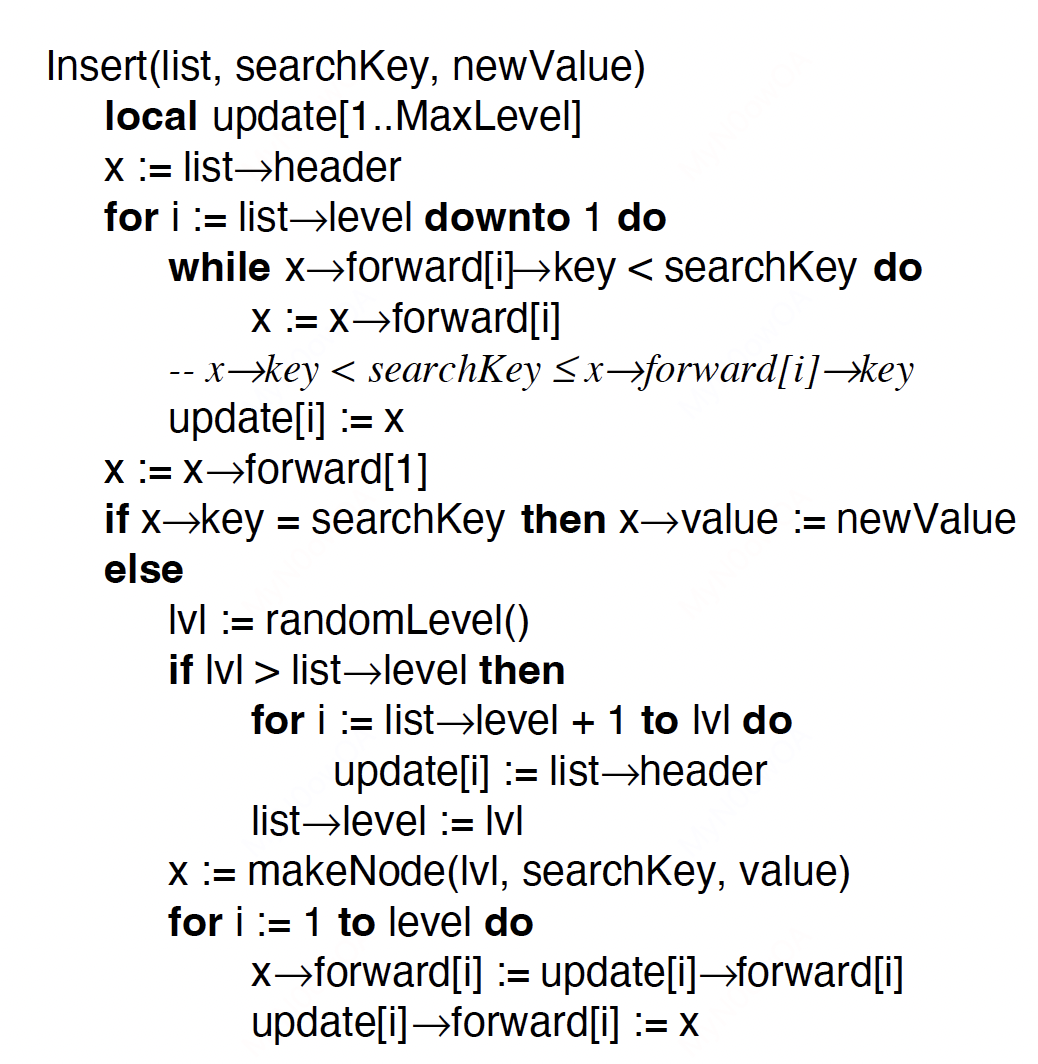 Insert(list, searchKey, newValue)
local update[1..MaxLevel]
x := list→header
for i := list→level downto 1 do
while x→forward[i]→key < searchKey do
x := x→forward[i]
-- x→key < searchKey ≤ x→forward[i]→key
update[i] := x
x := x→forward[1]
if x→key = searchKey then x→value := newValue
else
lvl := randomLevel()
if lvl > list→level then
for i := list→level + 1 to lvl do
update[i] := list→header
list→level := lvl
x := makeNode(lvl, searchKey, value)
for i := 1 to level do
x→forward[i] := update[i]→forward[i]
update[i]→forward[i] := x